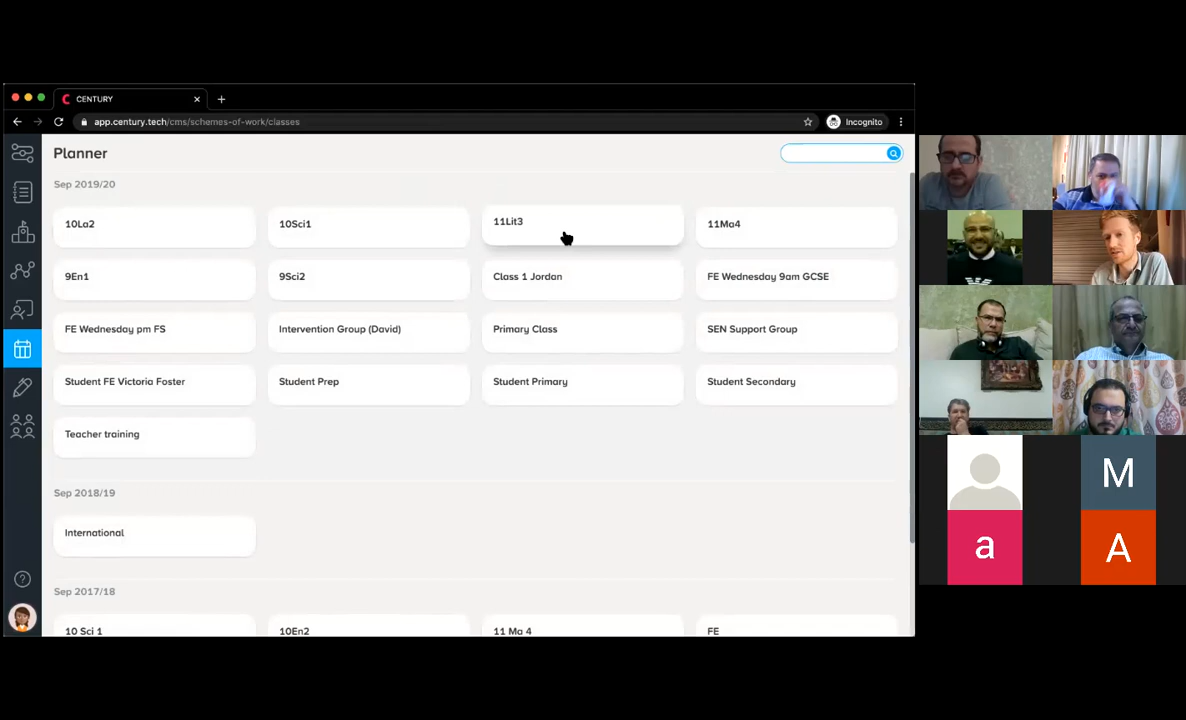 CENTURY
app.century.tech/cms/schemes-of-work/classes
Incognito
Planner
Sep 2019/20
10La2
10Sci1
11Lit3
11Ma4
9En1
9Sci2
Class 1 Jordan
FE Wednesday 9am GCSE
FE Wednesday pm FS
Intervention Group (David)
Primary Class
SEN Support Group
Student FE Victoria Foster
Student Prep
Student Primary
Student Secondary
Teacher training
Sep 2018/19
International
Sep 2017/18
10 Sci 1
10En2
11 Ma 4
FE
M
a
A